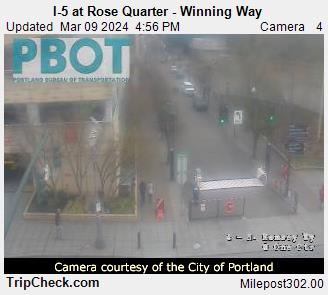 I-5 at Rose Quarter - Winning Way
Updated Mar 09 2024 4:56 PM Camera 4
PBOT
PORTLAND BUREAU OF TRANSPORTATION
Camera courtesy of the City of Portland
TripCheck.com Milepost302.00